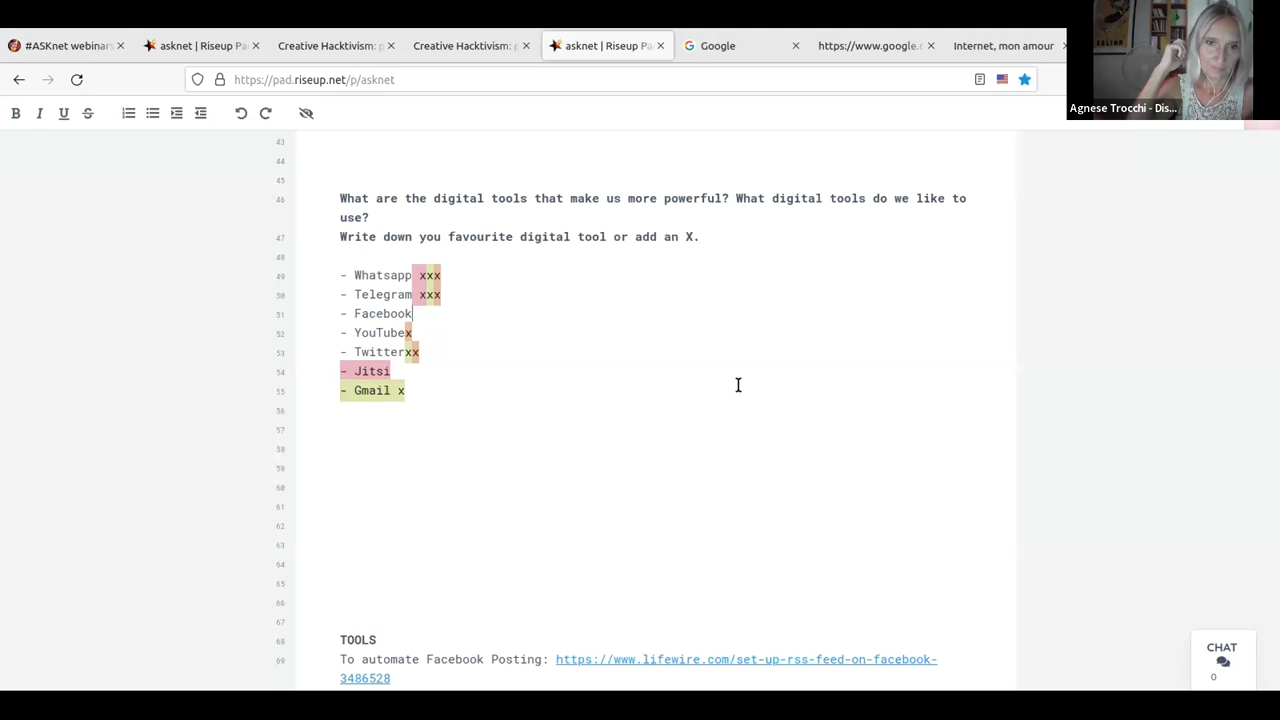 #ASKnet webinars
asknet | Riseup Pa
Creative Hacktivism: p
Creative Hacktivism: p
asknet | Riseup Pa
Google
https://www.google.c
Internet, mon amour
https://pad.riseup.net/p/asknet
Agnese Trocchi - Dis...
B I U S
43
44
45
46 What are the digital tools that make us more powerful? What digital tools do we like to
use?
47 Write down you favourite digital tool or add an X.
48
49 - Whatsapp xxx
50 - Telegram xxx
51 - Facebook
52 - YouTubex
53 - Twitterxx
54 - Jitsi
55 - Gmail x
56
57
58
59
60
61
62
63
64
65
66
67
68 TOOLS
69 To automate Facebook Posting: https://www.lifewire.com/set-up-rss-feed-on-facebook-
3486528
CHAT
0